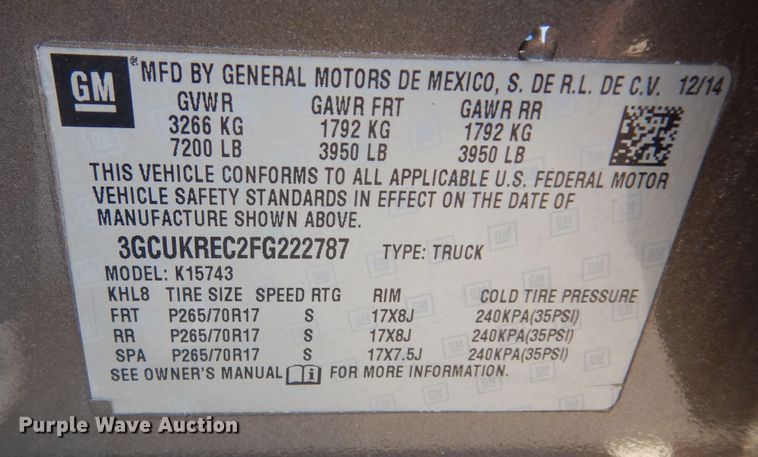 GM®
MFD BY GENERAL MOTORS DE MEXICO, S. DE R.L. DE C.V. 12/14
GVWR GAWR FRT GAWR RR
3266 KG 1792 KG 1792 KG
7200 LB 3950 LB 3950 LB
THIS VEHICLE CONFORMS TO ALL APPLICABLE U.S. FEDERAL MOTOR
VEHICLE SAFETY STANDARDS IN EFFECT ON THE DATE OF
MANUFACTURE SHOWN ABOVE.
3GCUKREC2FG222787 TYPE: TRUCK
MODEL: K15743
KHL8 TIRE SIZE SPEED RTG RIM COLD TIRE PRESSURE
FRT P265/70R17 S 17X8J 240KPA(35PSI)
RR P265/70R17 S 17X8J 240KPA(35PSI)
SPA P265/70R17 S 17X7.5J 240KPA(35PSI)
SEE OWNER'S MANUAL i FOR MORE INFORMATION.
Purple Wave Auction